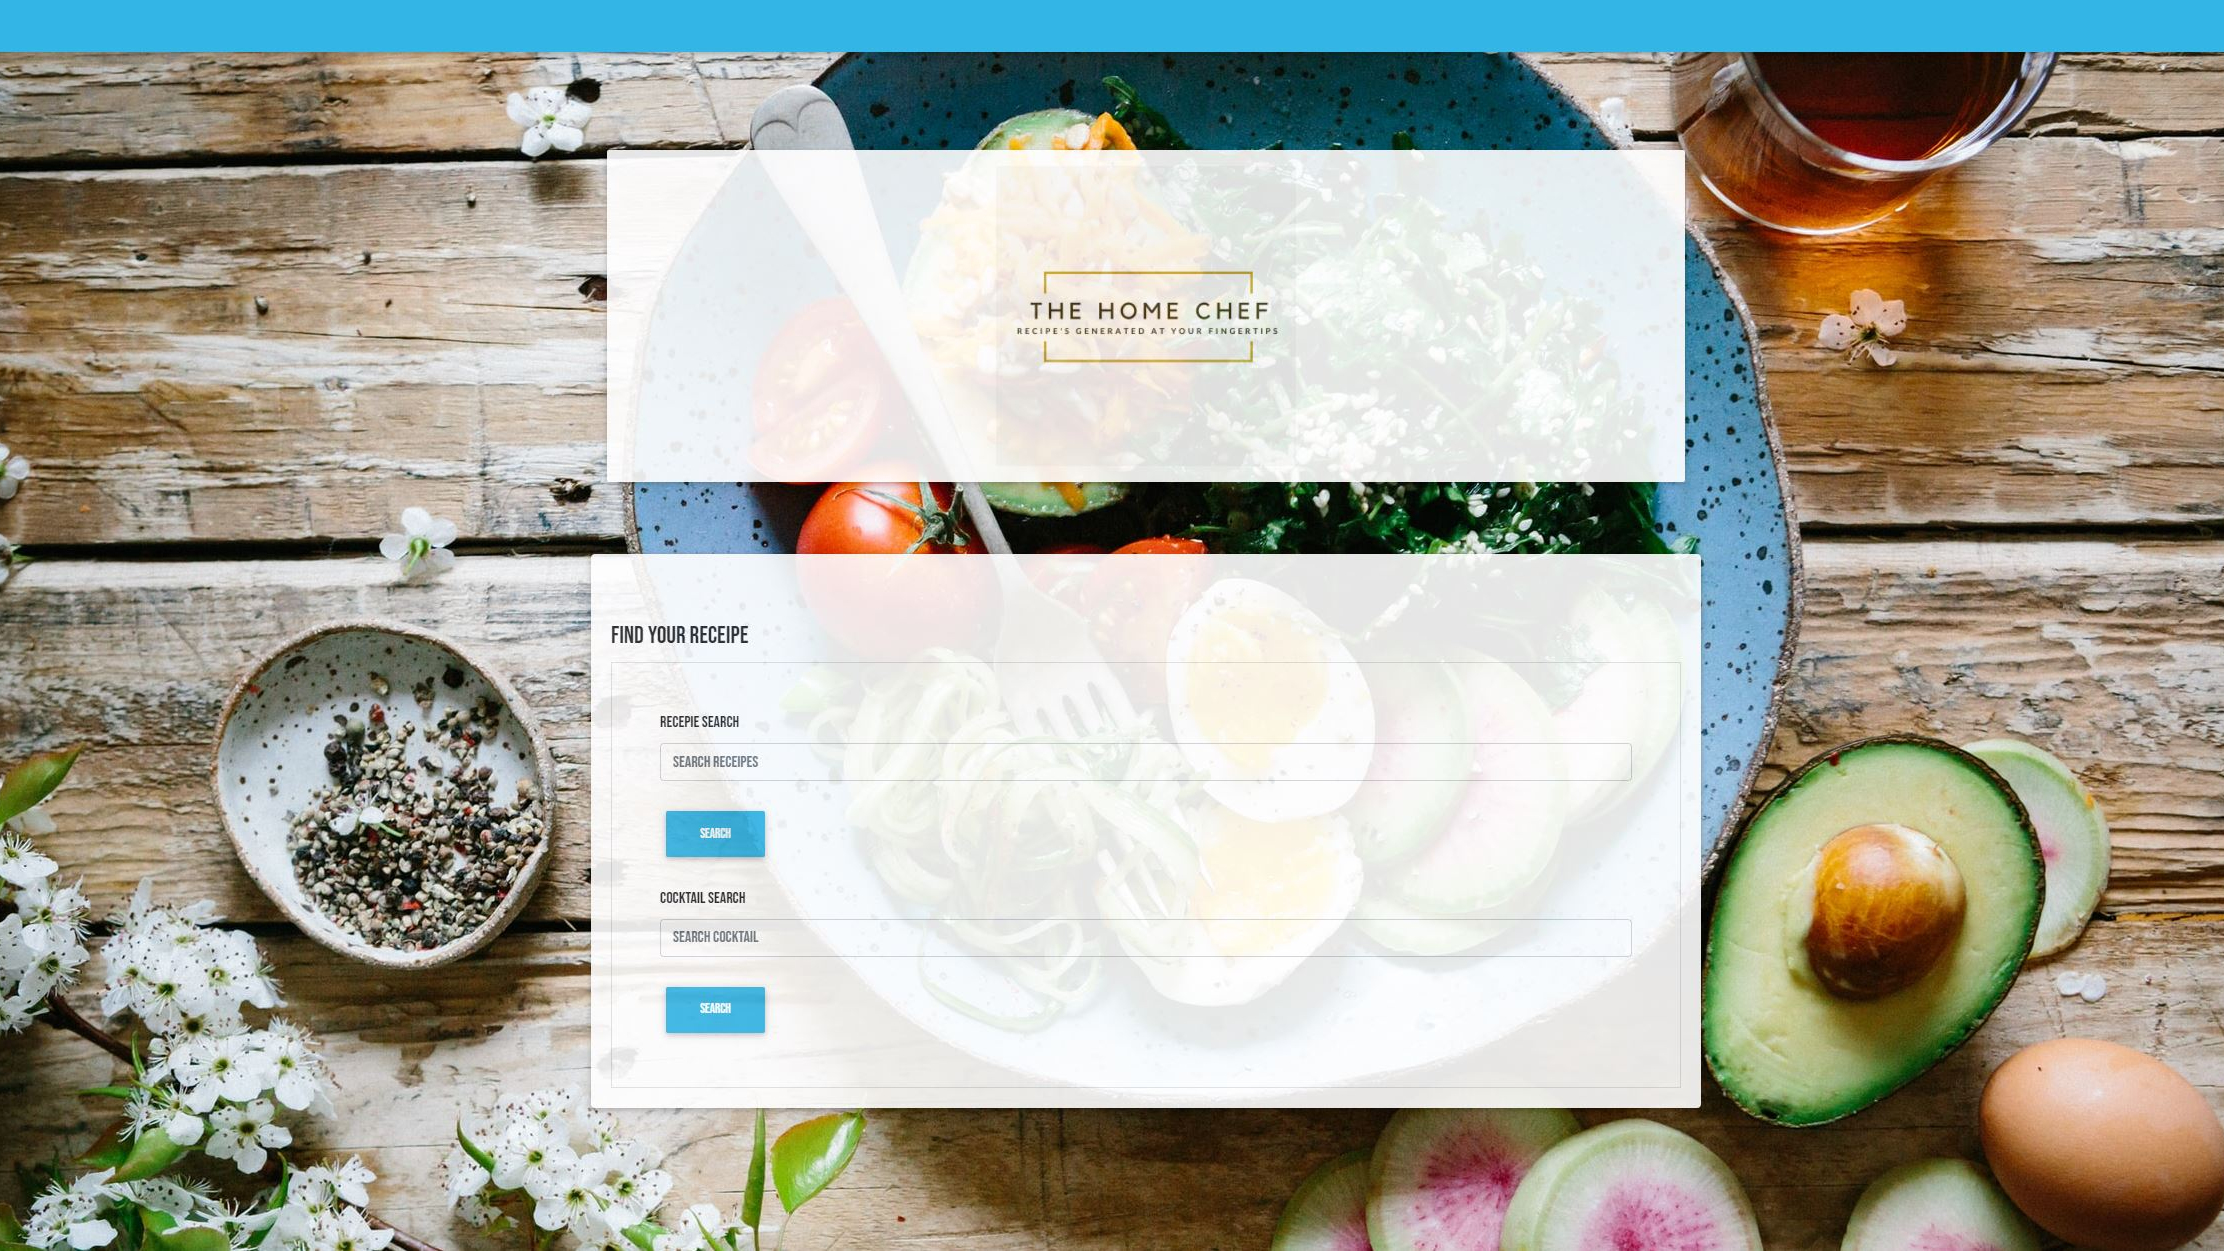 THE HOME CHEF
RECIPE'S GENERATED AT YOUR FINGERTIPS
FIND YOUR RECEIPE
RECEPIE SEARCH
SEARCH RECEIPES
SEARCH
COCKTAIL SEARCH
SEARCH COCKTAIL
SEARCH